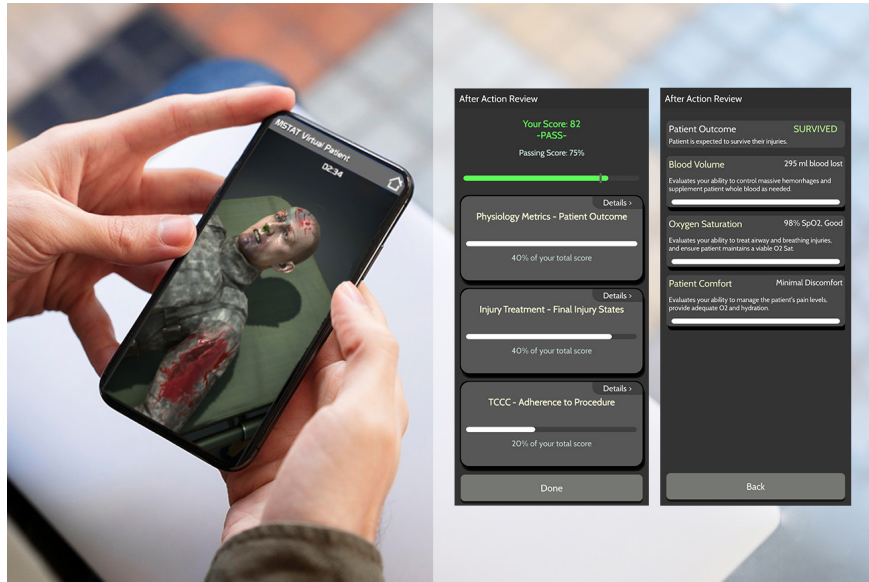 MSTAT Virtual Patient
02:34
After Action Review
Your Score: 82
-PASS-
Passing Score: 75%
Details >
Physiology Metrics - Patient Outcome
40% of your total score
Details >
Injury Treatment - Final Injury States
40% of your total score
Details >
TCCC - Adherence to Procedure
20% of your total score
Done
After Action Review
Patient Outcome SURVIVED
Patient is expected to survive their injuries.
Blood Volume 295 ml blood lost
Evaluates your ability to control massive hemorrhages and
supplement patient whole blood as needed.
Oxygen Saturation 98% SpO2, Good
Evaluates your ability to treat airway and breathing injuries,
and ensure patient maintains a viable O2 Sat.
Patient Comfort Minimal Discomfort
Evaluates your ability to manage the patient's pain levels,
provide adequate O2 and hydration.
Back